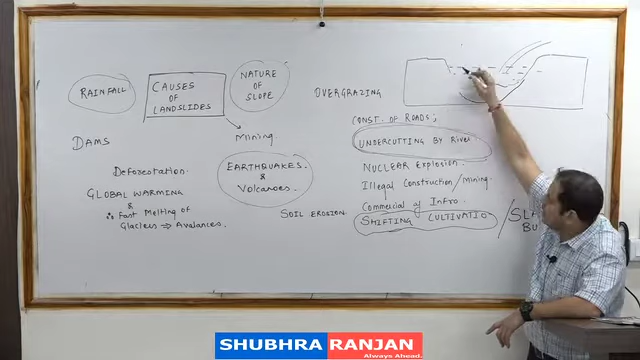 RAINFALL
CAUSES
OF
LANDSLIDES
NATURE
OF
SLOPE
OVERGRAZING
DAMS
Mining
Deforestation
GLOBAL WARMING
&
∴ Fast Melting of
Glaciers ⇒ Avalances.
EARTHQUAKES
&
Volcanoes.
SOIL EROSION
CONST. OF ROADS;
UNDERCUTTING BY River
NUCLEAR Explosion.
Illegal Construction/Mining.
Commercial of Infro.
SHIFTING CULTIVATIO
/
SHUBHRA RANJAN
Always Ahead.